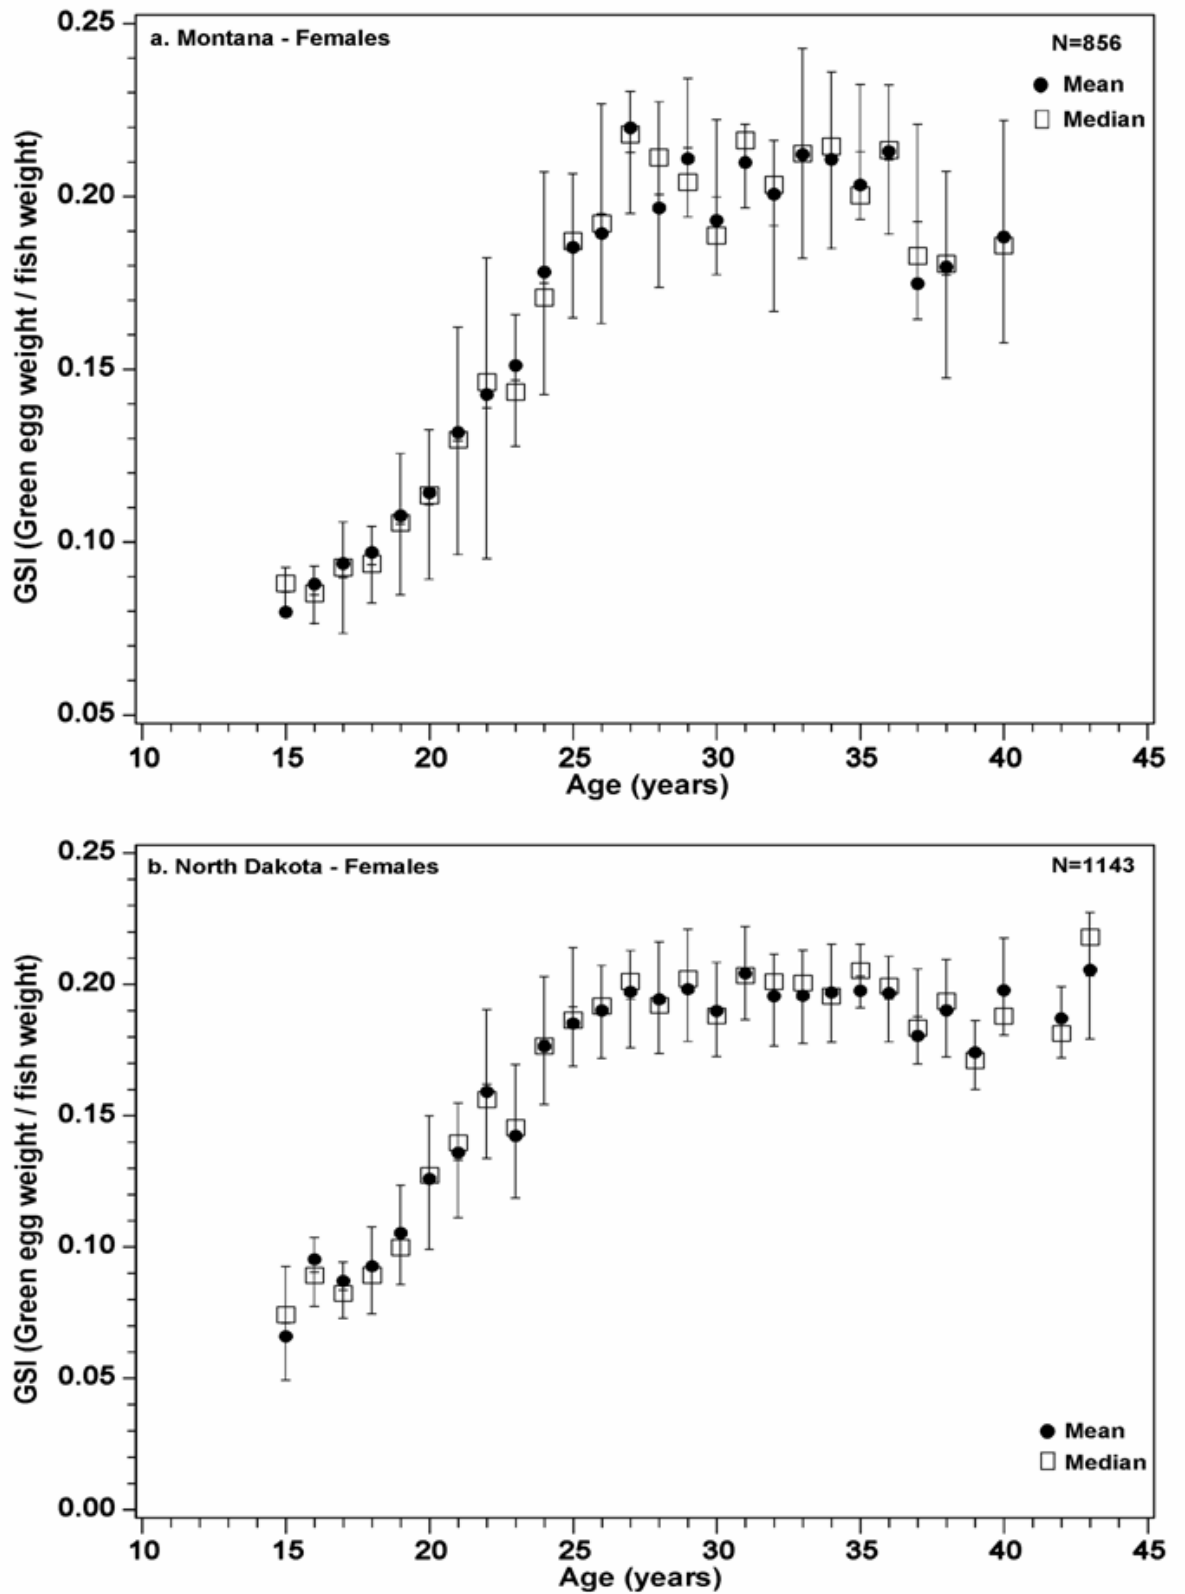 a. Montana - Females
N=856
Mean
Median
GSI (Green egg weight / fish weight)
0.25
0.20
0.15
0.10
0.05
10 15 20 25 30 35 40 45
Age (years)
b. North Dakota - Females
N=1143
GSI (Green egg weight / fish weight)
0.25
0.20
0.15
0.10
0.05
0.00
Mean
Median
10 15 20 25 30 35 40 45
Age (years)